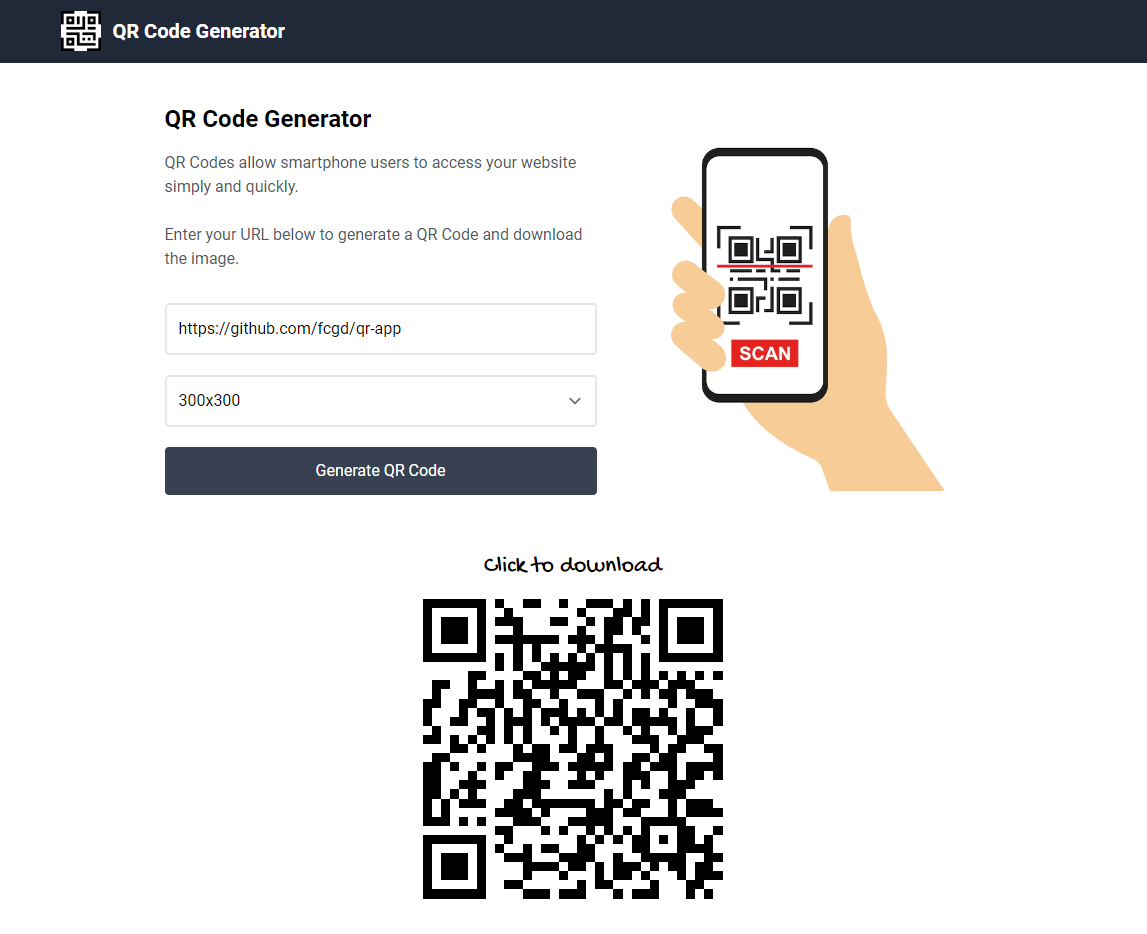 QR Code Generator
QR Code Generator
QR Codes allow smartphone users to access your website
simply and quickly.
Enter your URL below to generate a QR Code and download
the image.
https://github.com/fcgd/qr-app
300x300
Generate QR Code
SCAN
Click to download